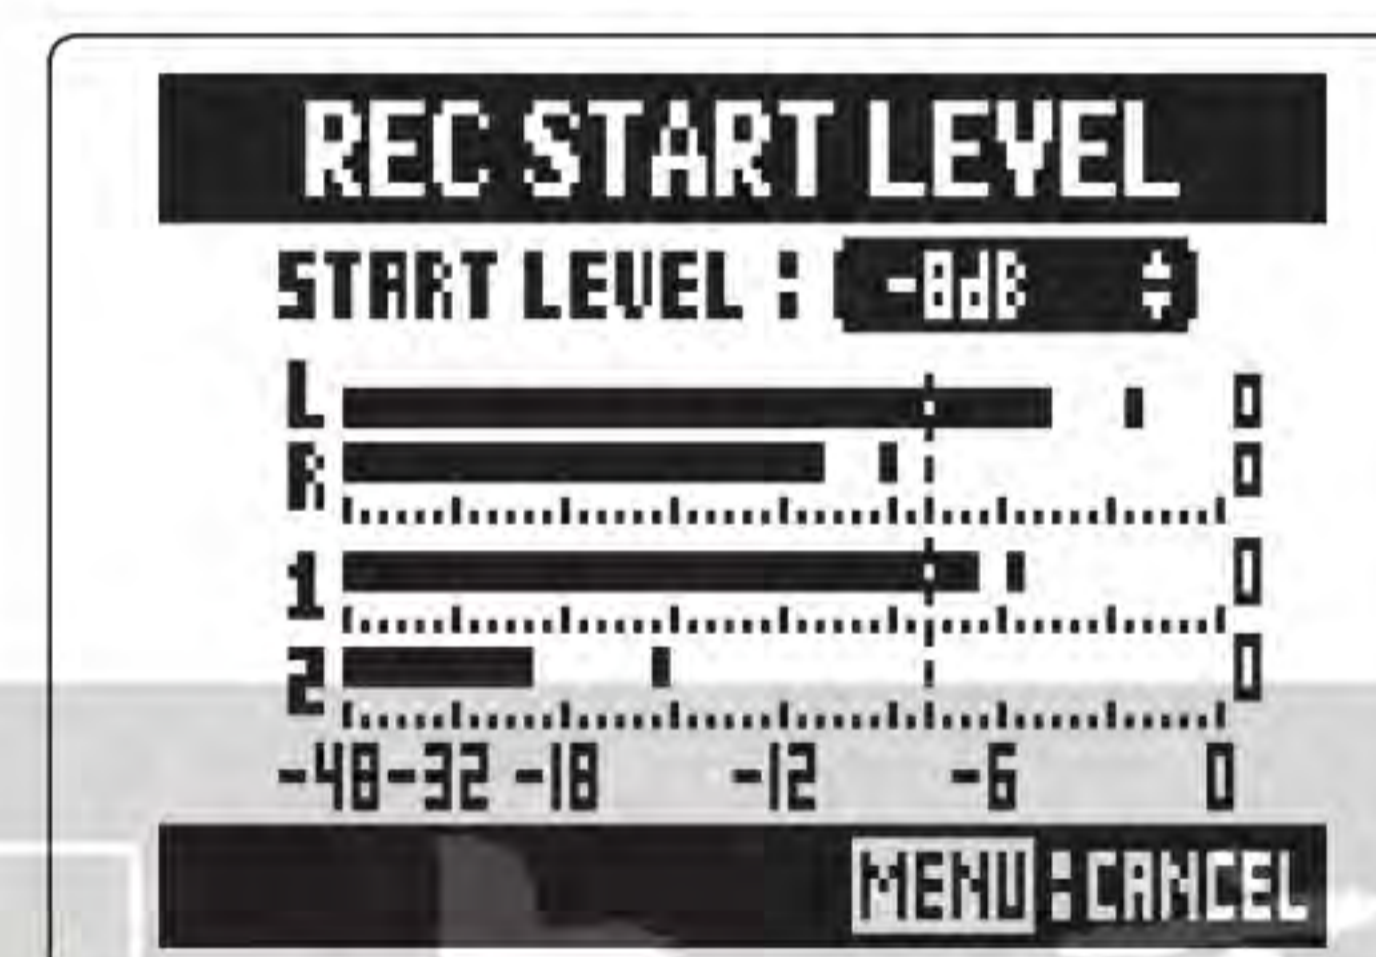 REC START LEVEL
START LEVEL : -8dB
L 0
R 0
1 0
2 0
-48 -32 -18 -12 -6 0
MENU : CANCEL